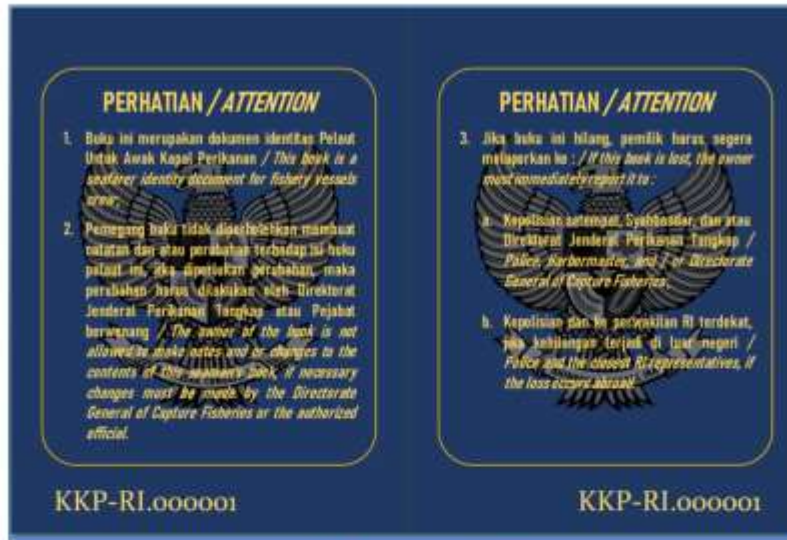 PERHATIAN / ATTENTION
1. Buku ini merupakan dokumen identitas Pelaut
Untuk Awak Kapal Perikanan / This book is a
seafarer identity document for fishery vessels
crew;
2. Pemegang buku tidak diperbolehkan membuat
catatan dan atau perubahan terhadap isi buku
pelaut ini, jika diperlukan perubahan, maka
perubahan harus dilakukan oleh Direktorat
Jenderal Perikanan Tangkap atau Pejabat
berwenang / The owner of the book is not
allowed to make notes and or changes to the
contents of this seaman's book, if necessary
changes must be made by the Directorate
General of Capture Fisheries or the authorized
official.
KKP-RI.000001
PERHATIAN / ATTENTION
3. Jika buku ini hilang, pemilik harus segera
melaporkan ke : / If this book is lost, the owner
must immediately report it to :
a. Kepolisian setempat, Syahbandar, dan atau
Direktorat Jenderal Perikanan Tangkap /
Police, Harbormaster, and / or Directorate
General of Capture Fisheries;
b. Kepolisian dan ke perwakilan RI terdekat,
jika kehilangan terjadi di luar negeri /
Police and the closest RI representatives, if
the loss occurs abroad.
KKP-RI.000001